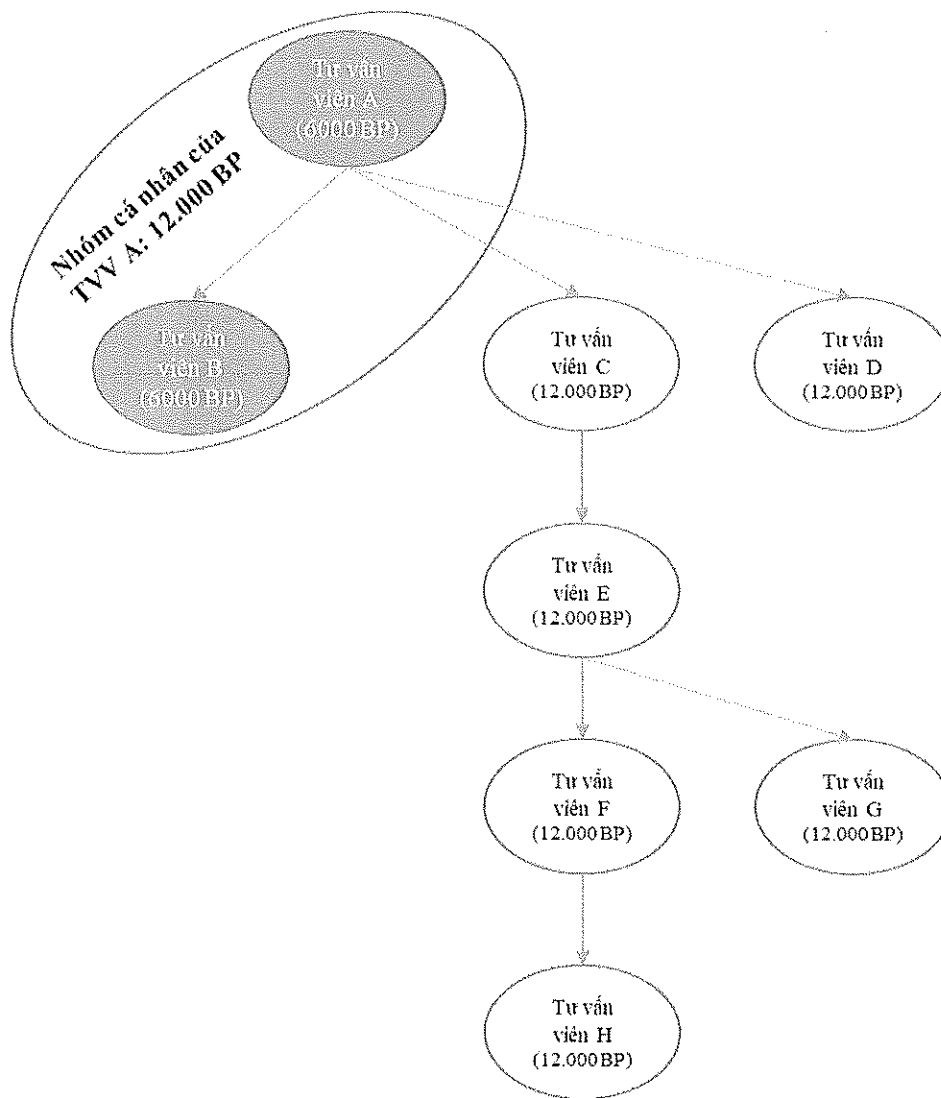 Tư vấn
viên A
(6000 BP)
Nhóm cá nhân của
TVV A: 12.000 BP
Tư vấn
viên B
(6000 BP)
Tư vấn
viên C
(12.000 BP)
Tư vấn
viên D
(12.000 BP)
Tư vấn
viên E
(12.000 BP)
Tư vấn
viên F
(12.000 BP)
Tư vấn
viên G
(12.000 BP)
Tư vấn
viên H
(12.000 BP)